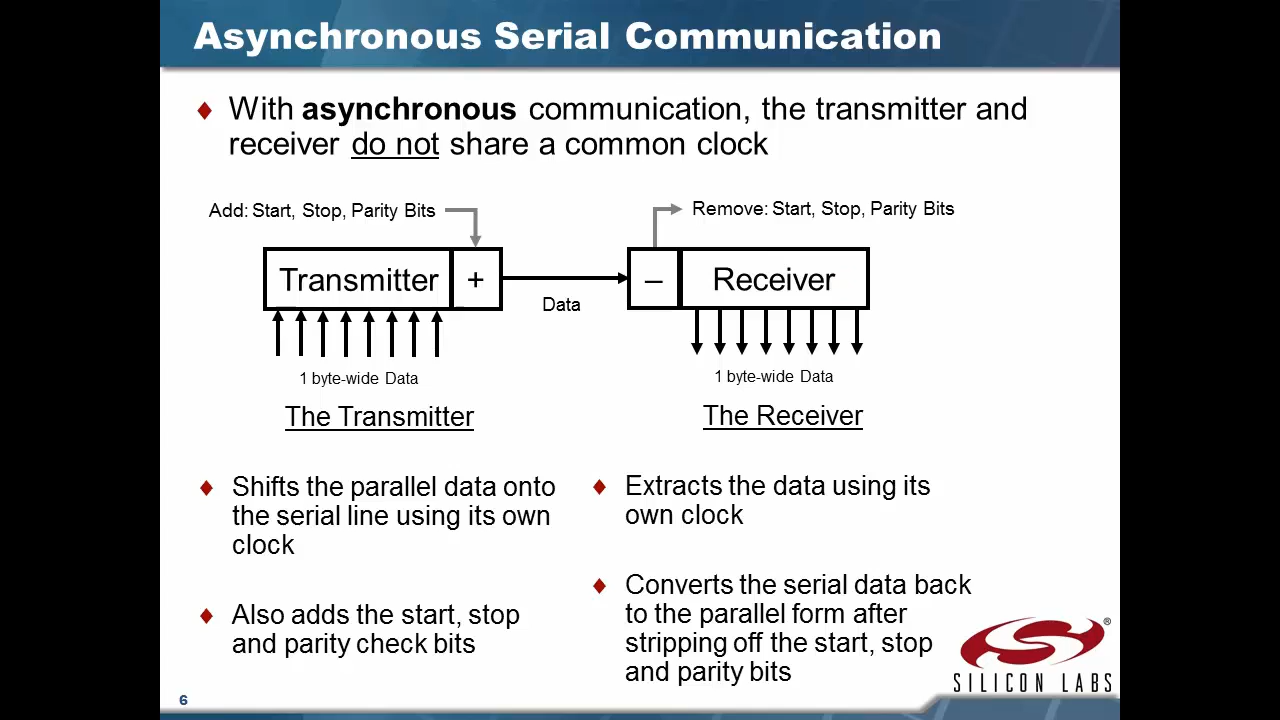 Asynchronous Serial Communication
♦ With asynchronous communication, the transmitter and
receiver do not share a common clock
Add: Start, Stop, Parity Bits
Remove: Start, Stop, Parity Bits
Transmitter
+
–
Receiver
Data
1 byte-wide Data
1 byte-wide Data
The Transmitter
The Receiver
♦ Shifts the parallel data onto
the serial line using its own
clock
♦ Also adds the start, stop
and parity check bits
♦ Extracts the data using its
own clock
♦ Converts the serial data back
to the parallel form after
stripping off the start, stop
and parity bits
®
SILICON LABS
6